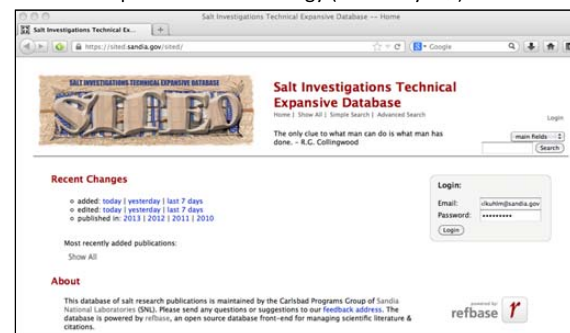 Salt Investigations Technical Expansive Database -- Home
Salt Investigations Technical Ex...
https://sited.sandia.gov/sited/
Google
SALT INVESTIGATIONS TECHNICAL EXPANSIVE DATABASE
SITED
Salt Investigations Technical
Expansive Database
Home | Show All | Simple Search | Advanced Search
Login
The only clue to what man can do is what man has
done. - R.G. Collingwood
main fields
Search
Recent Changes
added: today | yesterday | last 7 days
edited: today | yesterday | last 7 days
published in: 2013 | 2012 | 2011 | 2010
Most recently added publications:
Show All
Login:
Email:
Password:
Login
About
This database of salt research publications is maintained by the Carlsbad Programs Group of Sandia
National Laboratories (SNL). Please send any questions or suggestions to our feedback address. The
database is powered by refbase, an open source database front-end for managing scientific literature &
citations.
powered by
refbase r